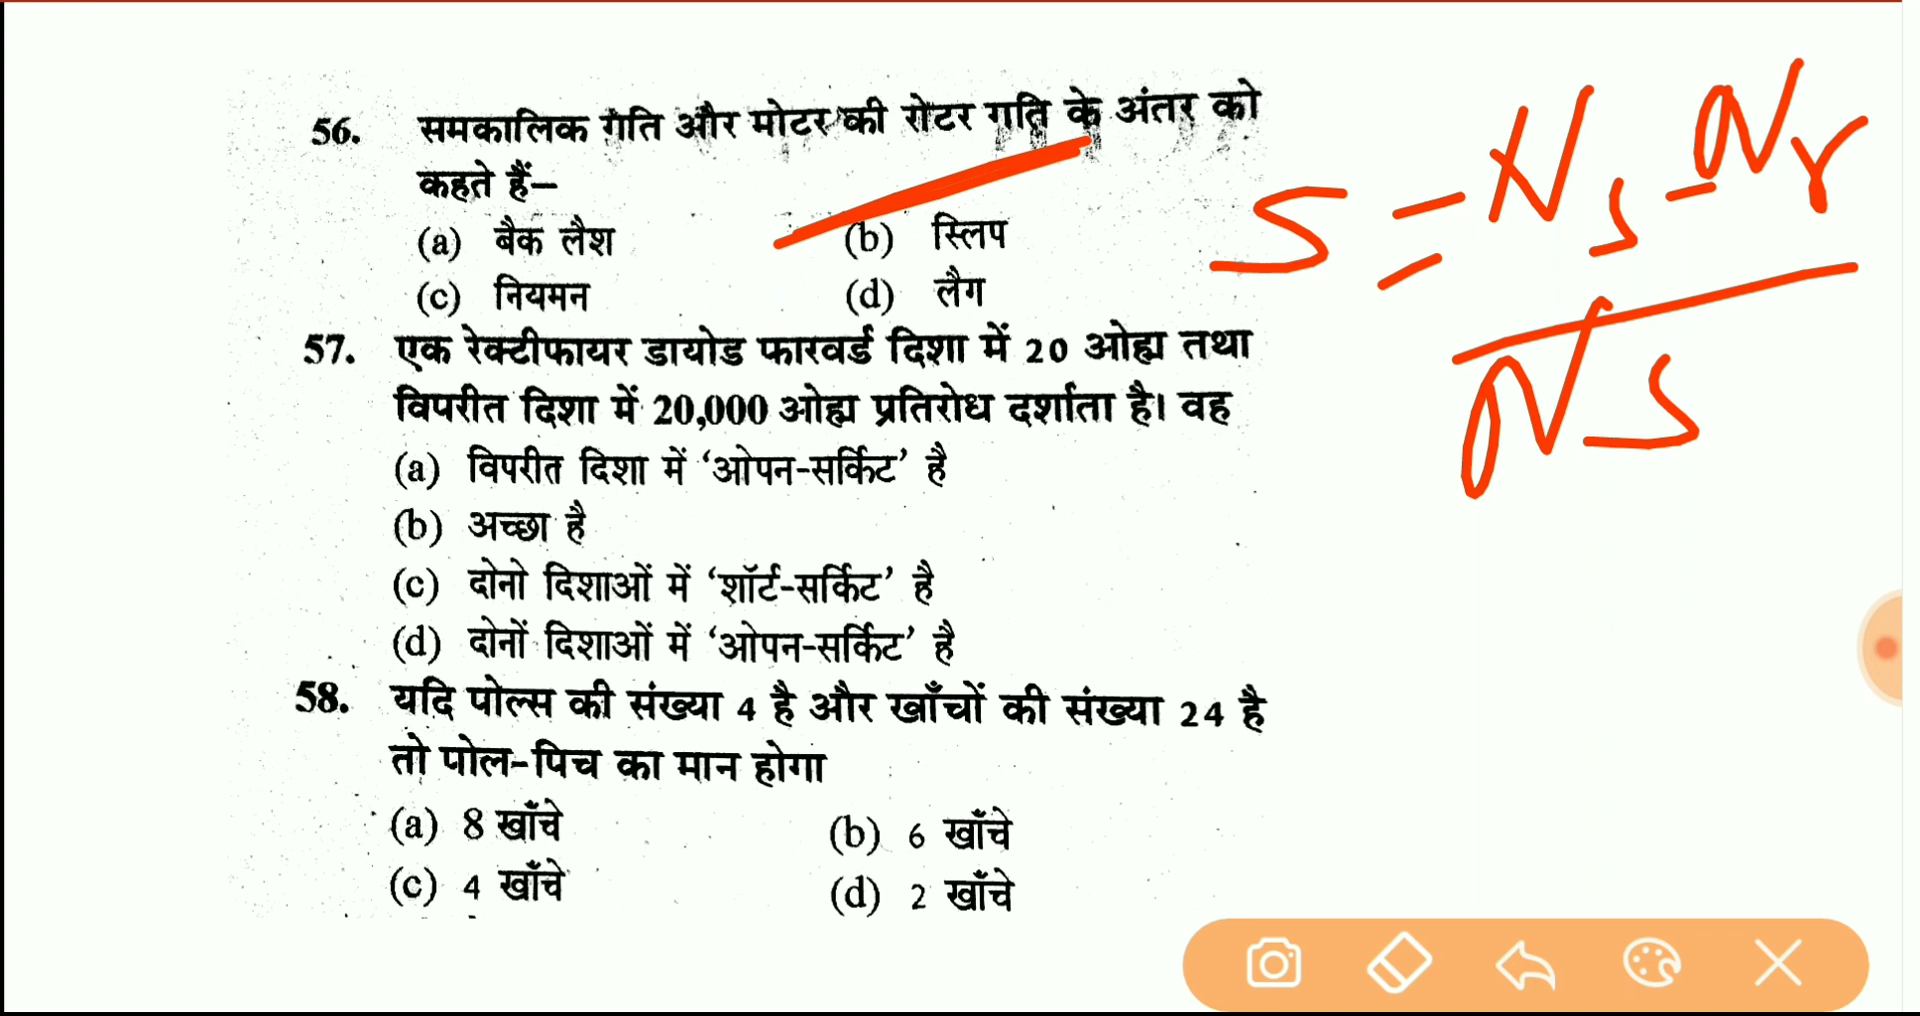 56. समकालिक गति और मोटर की रोटर गति के अंतर को
कहते हैं–
(a) बैक लैश (b) स्लिप
(c) नियमन (d) लैग
57. एक रेक्टीफायर डायोड फारवर्ड दिशा में 20 ओह्म तथा
विपरीत दिशा में 20,000 ओह्म प्रतिरोध दर्शाता है। वह
(a) विपरीत दिशा में ‘ओपन-सर्किट’ है
(b) अच्छा है
(c) दोनो दिशाओं में ‘शॉर्ट-सर्किट’ है
(d) दोनों दिशाओं में ‘ओपन-सर्किट’ है
58. यदि पोल्स की संख्या 4 है और खाँचों की संख्या 24 है
तो पोल-पिच का मान होगा
(a) 8 खाँचे (b) 6 खाँचे
(c) 4 खाँचे (d) 2 खाँचे
S = Ns - Nr
Ns